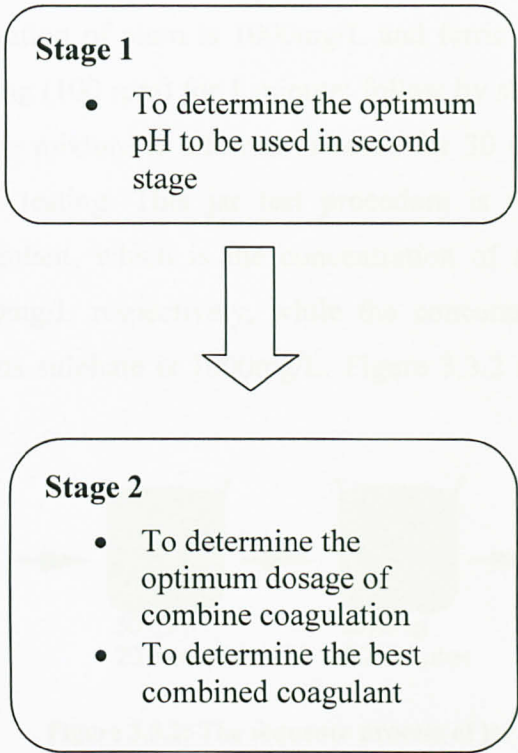 Stage 1
• To determine the optimum
pH to be used in second
stage
Stage 2
• To determine the
optimum dosage of
combine coagulation
• To determine the best
combined coagulant